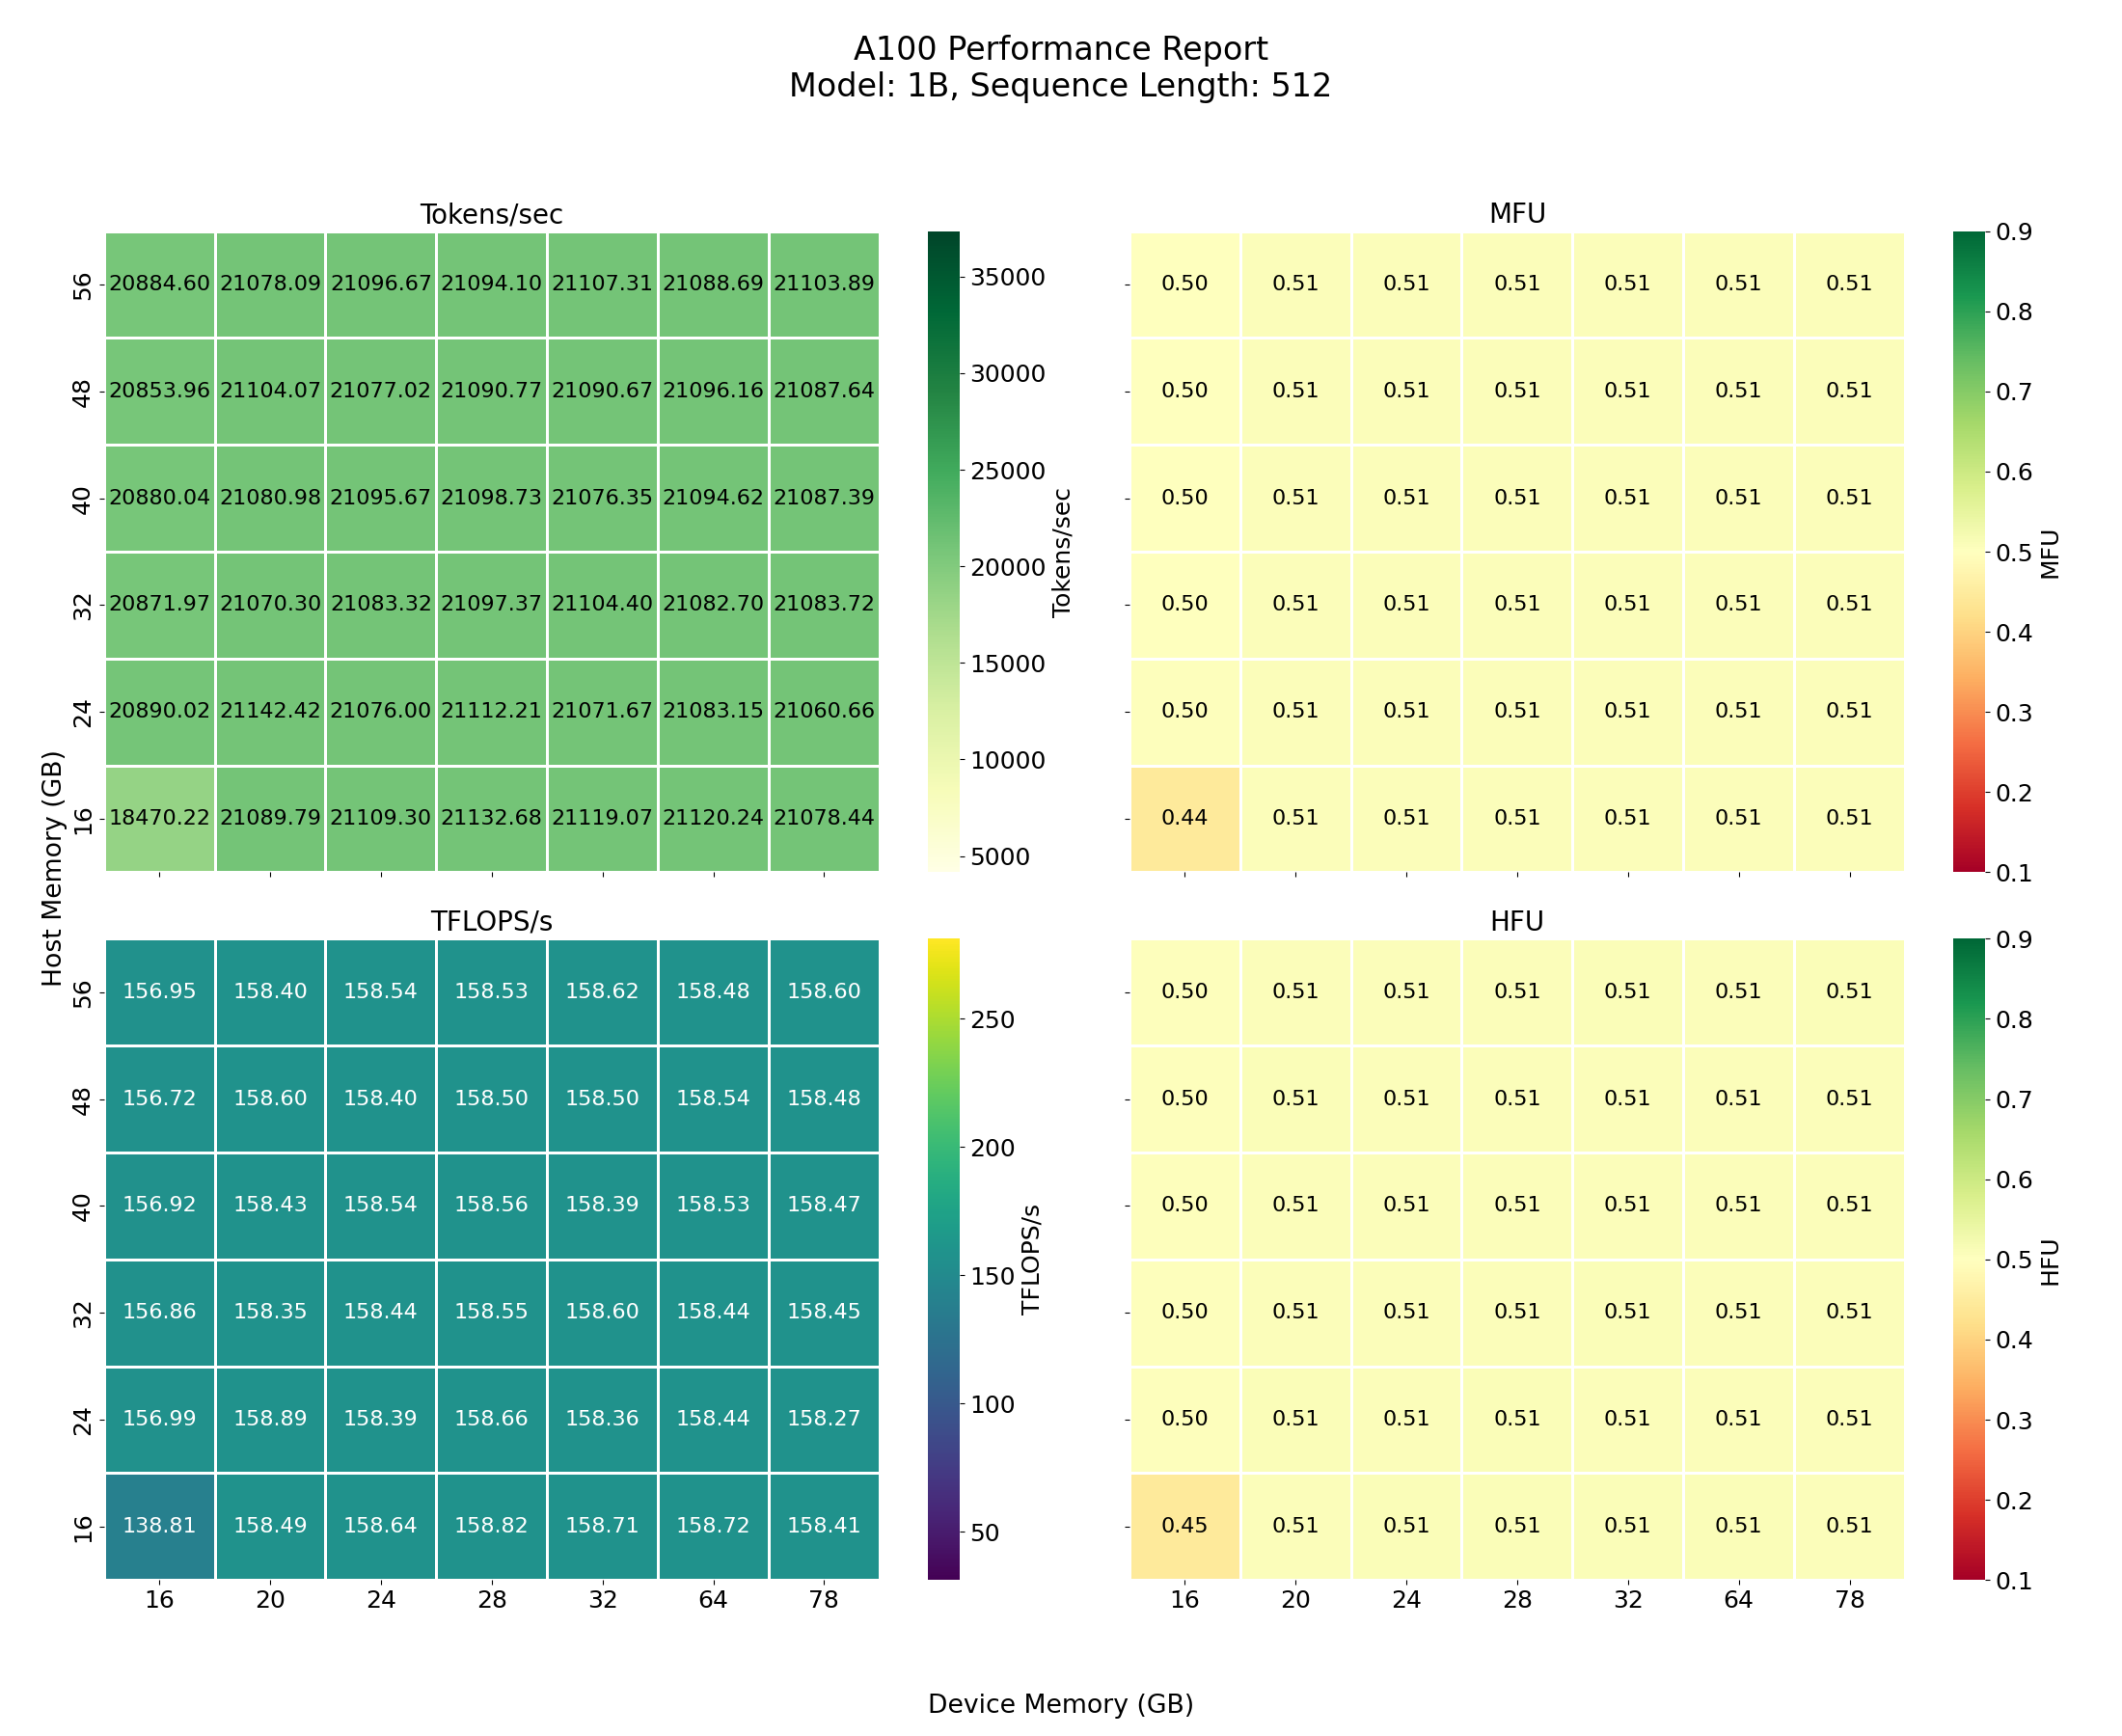 A100 Performance Report
Model: 1B, Sequence Length: 512
Tokens/sec
56 20884.60 21078.09 21096.67 21094.10 21107.31 21088.69 21103.89
48 20853.96 21104.07 21077.02 21090.77 21090.67 21096.16 21087.64
40 20880.04 21080.98 21095.67 21098.73 21076.35 21094.62 21087.39
32 20871.97 21070.30 21083.32 21097.37 21104.40 21082.70 21083.72
24 20890.02 21142.42 21076.00 21112.21 21071.67 21083.15 21060.66
16 18470.22 21089.79 21109.30 21132.68 21119.07 21120.24 21078.44
35000
30000
25000
20000
15000
10000
5000
Tokens/sec
MFU
0.50 0.51 0.51 0.51 0.51 0.51 0.51
0.50 0.51 0.51 0.51 0.51 0.51 0.51
0.50 0.51 0.51 0.51 0.51 0.51 0.51
0.50 0.51 0.51 0.51 0.51 0.51 0.51
0.50 0.51 0.51 0.51 0.51 0.51 0.51
0.44 0.51 0.51 0.51 0.51 0.51 0.51
0.9
0.8
0.7
0.6
0.5
0.4
0.3
0.2
0.1
MFU
Host Memory (GB)
TFLOPS/s
56 156.95 158.40 158.54 158.53 158.62 158.48 158.60
48 156.72 158.60 158.40 158.50 158.50 158.54 158.48
40 156.92 158.43 158.54 158.56 158.39 158.53 158.47
32 156.86 158.35 158.44 158.55 158.60 158.44 158.45
24 156.99 158.89 158.39 158.66 158.36 158.44 158.27
16 138.81 158.49 158.64 158.82 158.71 158.72 158.41
16 20 24 28 32 64 78
250
200
150
100
50
TFLOPS/s
HFU
0.50 0.51 0.51 0.51 0.51 0.51 0.51
0.50 0.51 0.51 0.51 0.51 0.51 0.51
0.50 0.51 0.51 0.51 0.51 0.51 0.51
0.50 0.51 0.51 0.51 0.51 0.51 0.51
0.50 0.51 0.51 0.51 0.51 0.51 0.51
0.45 0.51 0.51 0.51 0.51 0.51 0.51
16 20 24 28 32 64 78
0.9
0.8
0.7
0.6
0.5
0.4
0.3
0.2
0.1
HFU
Device Memory (GB)